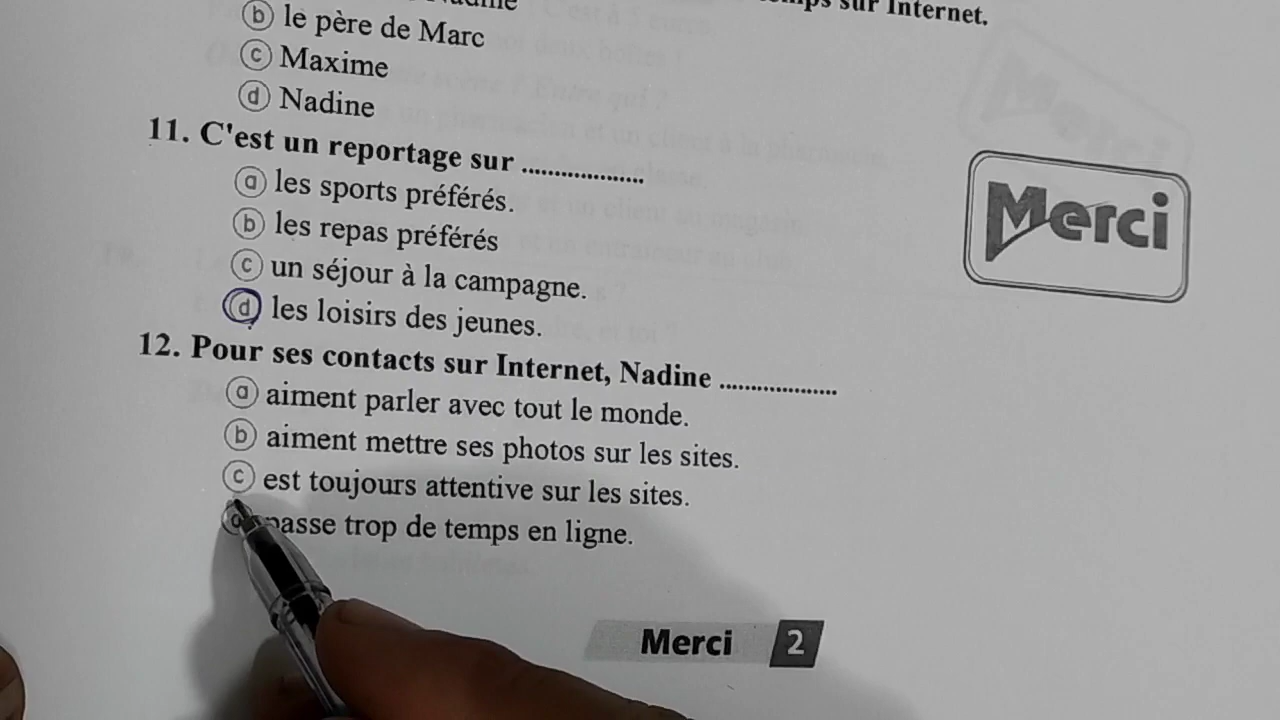 sur Internet.
b le père de Marc
c Maxime
d Nadine
11. C'est un reportage sur ...................
a les sports préférés.
b les repas préférés
c un séjour à la campagne.
d les loisirs des jeunes.
Merci
12. Pour ses contacts sur Internet, Nadine ...................
a aiment parler avec tout le monde.
b aiment mettre ses photos sur les sites.
c est toujours attentive sur les sites.
passe trop de temps en ligne.
Merci 2